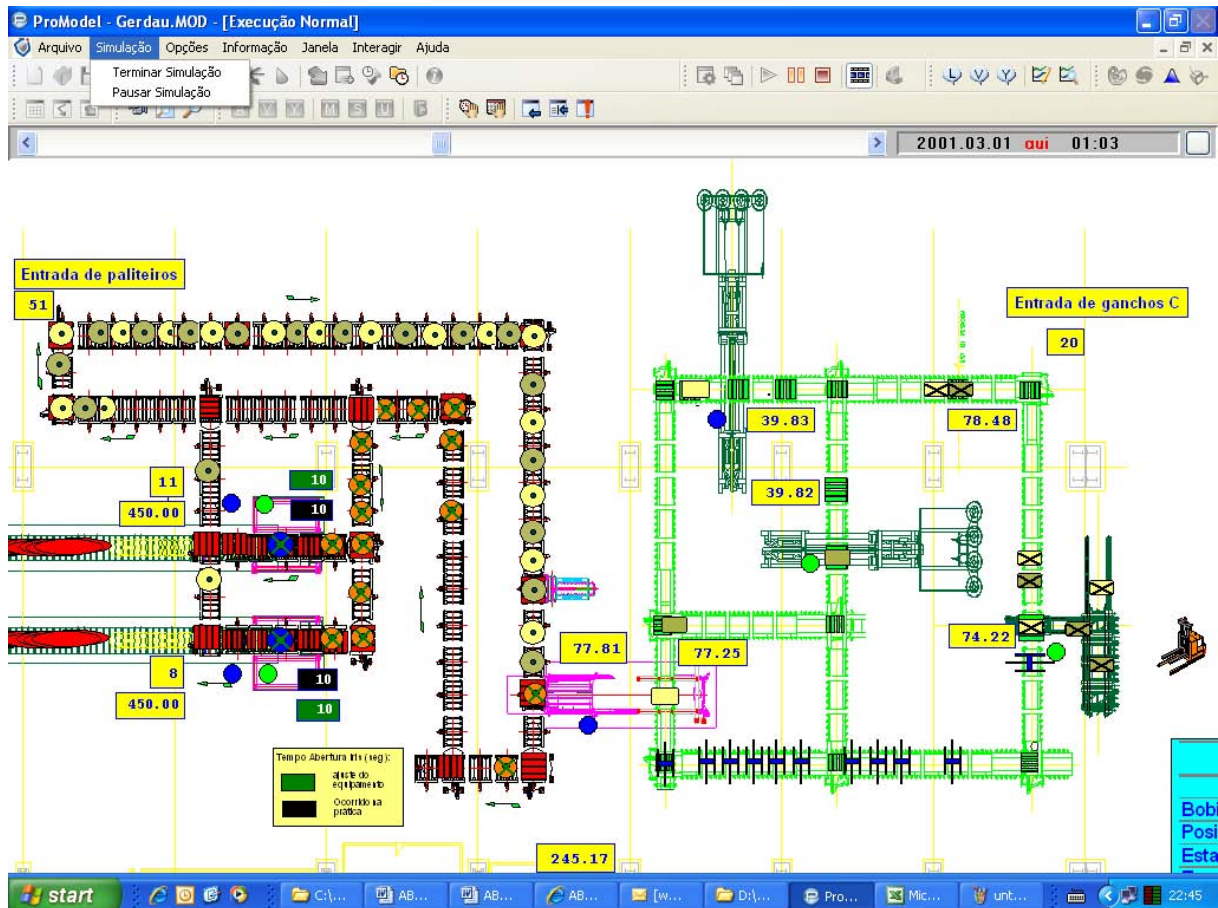 ProModel - Gerdau.MOD - [Execução Normal]
Arquivo Simulação Opções Informação Janela Interagir Ajuda
Terminar Simulação
Pausar Simulação
2001.03.01 qui 01:03
Entrada de paliteiros
51
Entrada de ganchos C
20
39.83
78.48
11
10
39.82
450.00
10
74.22
77.81
77.25
8
10
450.00
10
Tempo Abertura Iris (seg):
ajuste do
equipamento
Ocorrido na
prática
Bobi
Posi
Esta
245.17
start C:\... AB... AB... AB... [w... D:\... Pro... Mic... unt... 22:45